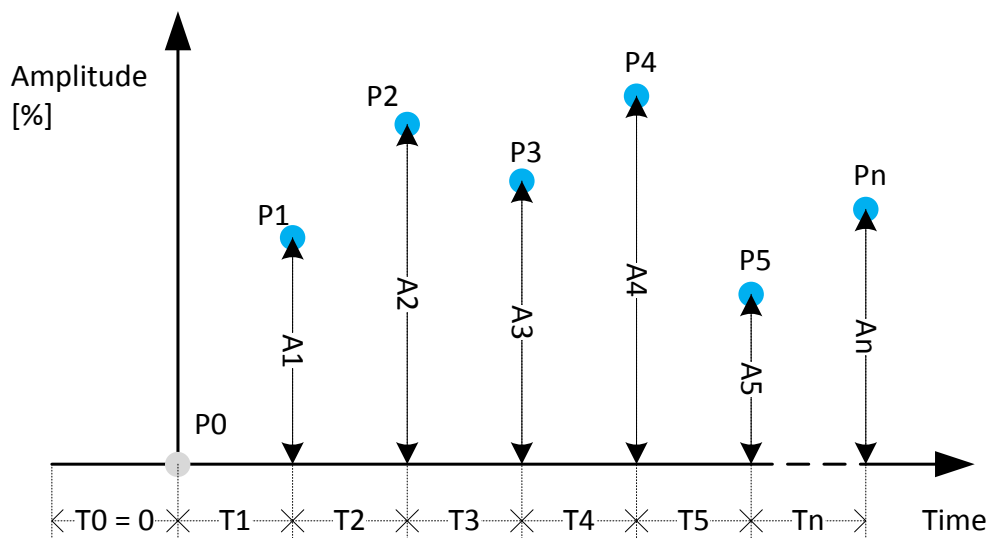 Amplitude
[%]
P0
P1
P2
P3
P4
P5
Pn
A1
A2
A3
A4
A5
An
T0 = 0
T1
T2
T3
T4
T5
Tn
Time